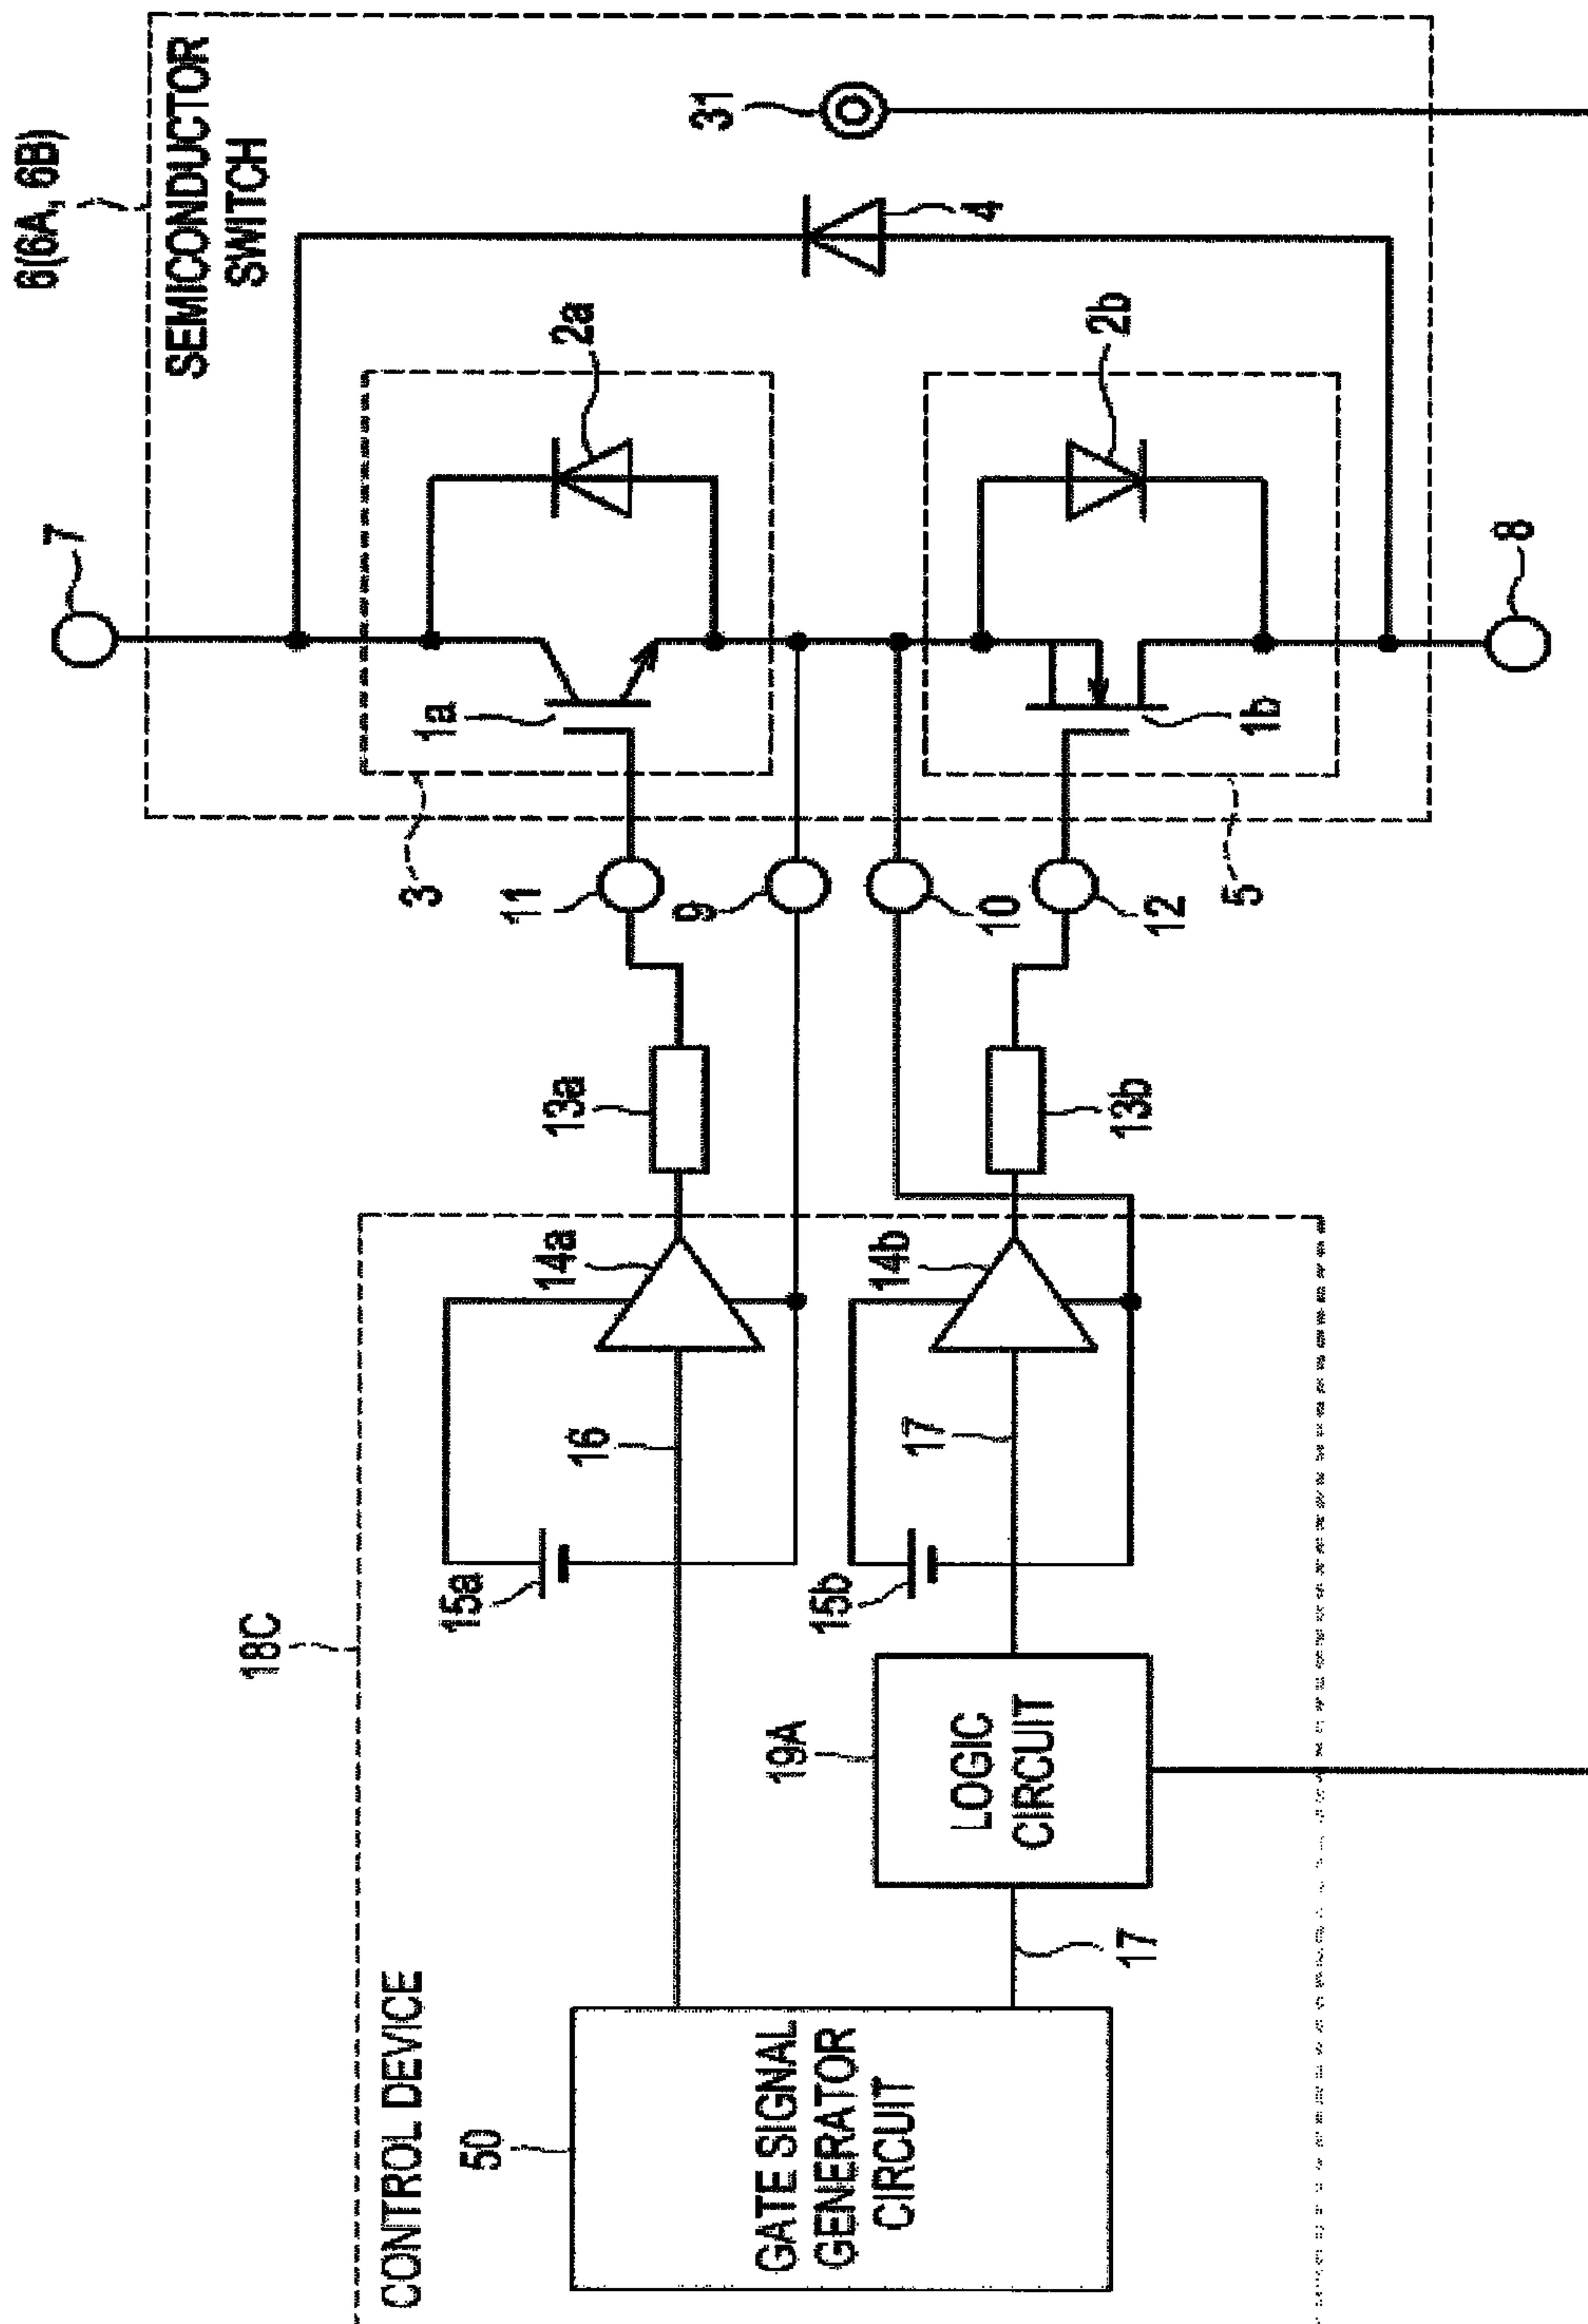 6(6A, 6B)
SEMICONDUCTOR
SWITCH
31
4
7
2a
2b
8
1a
1b
3
11
9
10
12
5
13a
13b
14a
14b
16
17
15a
15b
18C
19A
LOGIC
CIRCUIT
17
CONTROL DEVICE
50
GATE SIGNAL
GENERATOR
CIRCUIT